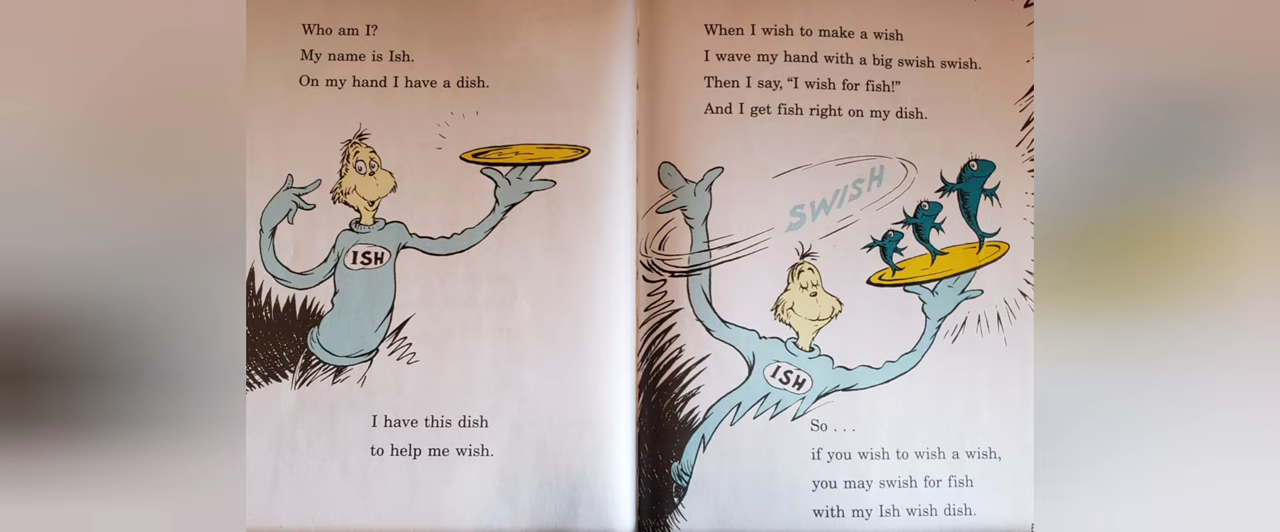 Who am I?
My name is Ish.
On my hand I have a dish.
ISH
I have this dish
to help me wish.
When I wish to make a wish
I wave my hand with a big swish swish.
Then I say, “I wish for fish!”
And I get fish right on my dish.
SWISH
ISH
So . . .
if you wish to wish a wish,
you may swish for fish
with my Ish wish dish.